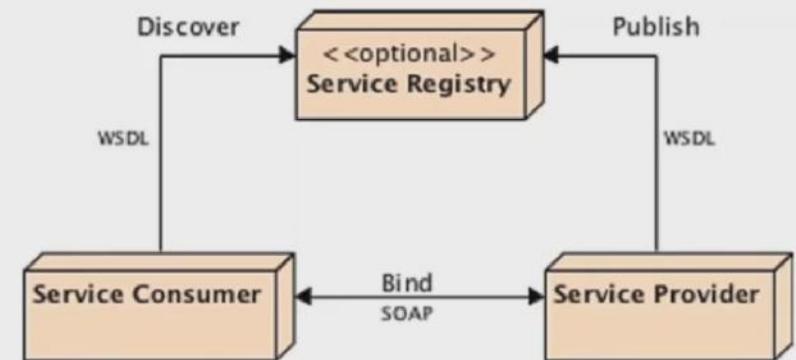 Discover
Publish
<<optional>>
Service Registry
WSDL
WSDL
Service Consumer
Bind
SOAP
Service Provider